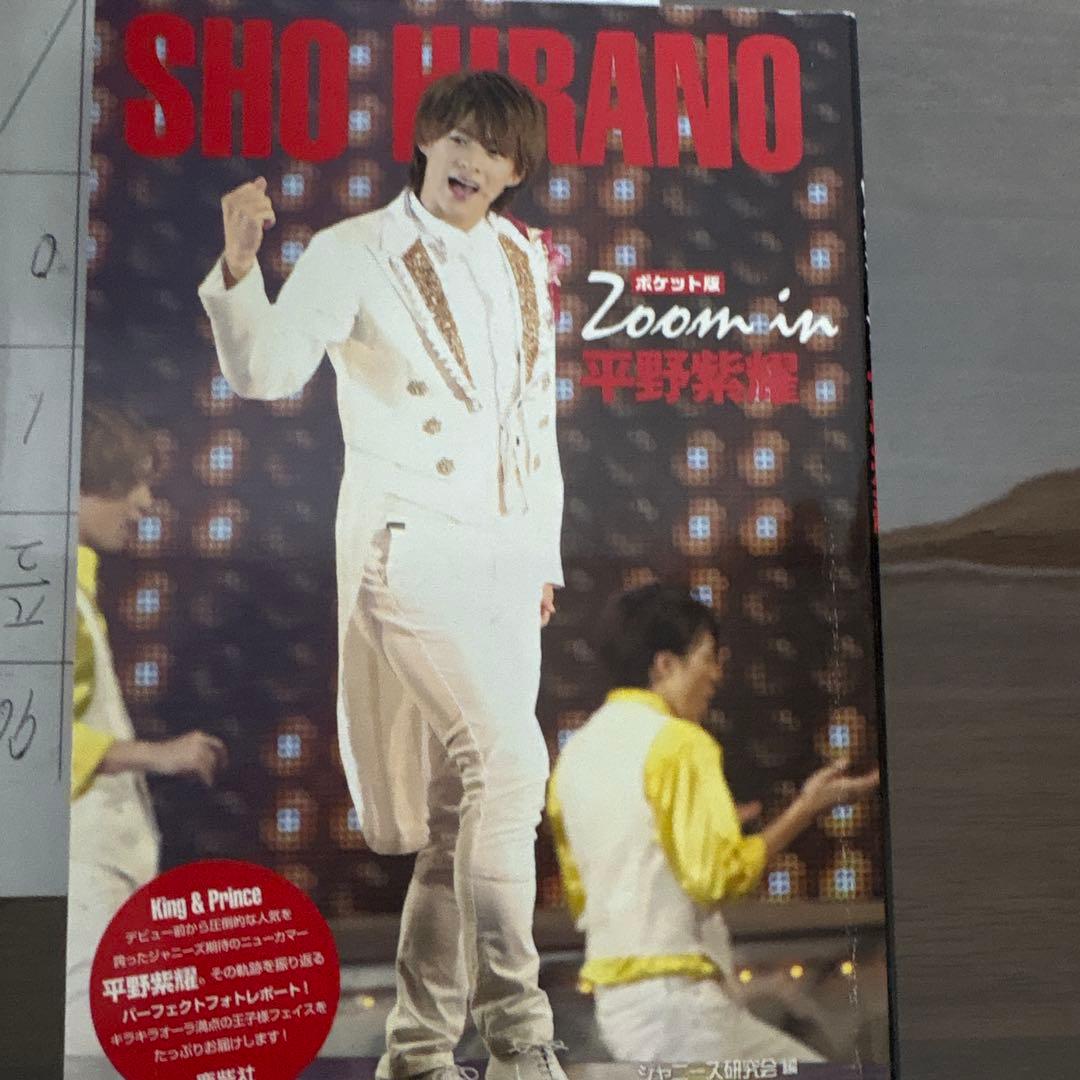 SHO HIRANO
ポケット版
Zoom in
平野紫耀
King & Prince
デビュー前から圧倒的な人気を
誇ったジャニーズ期待のニューカマー
平野紫耀。その軌跡を振り返る
パーフェクトフォトレポート！
キラキラオーラ満点の王子様フェイスを
たっぷりお届けします！
鹿砦社
ジャニーズ研究会 編
0
1